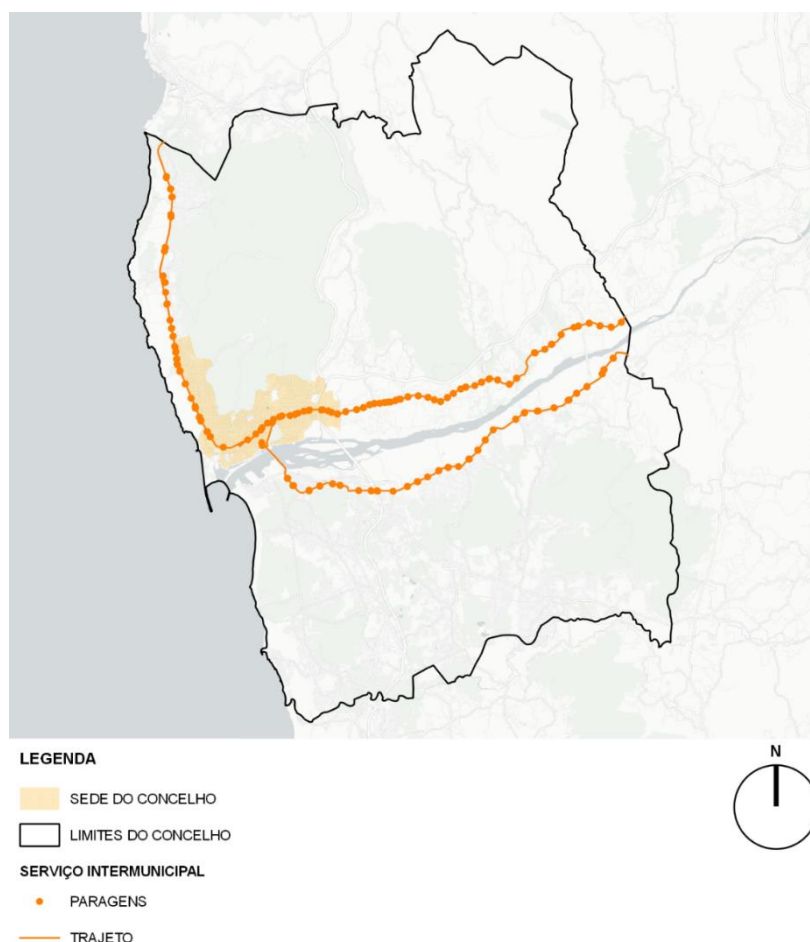 LEGENDA
N
SEDE DO CONCELHO
LIMITES DO CONCELHO
SERVIÇO INTERMUNICIPAL
PARAGENS
TRAJETO